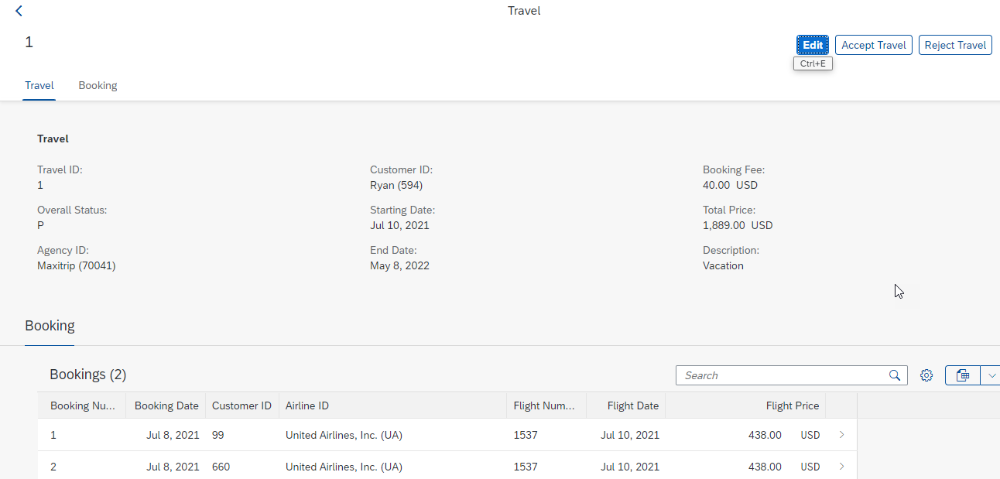 Travel
1
Edit Accept Travel Reject Travel
Ctrl+E
Travel Booking
Travel
Travel ID: Customer ID: Booking Fee:
1 Ryan (594) 40.00 USD
Overall Status: Starting Date: Total Price:
P Jul 10, 2021 1,889.00 USD
Agency ID: End Date: Description:
Maxitrip (70041) May 8, 2022 Vacation
Booking
Bookings (2) Search
Booking Nu... Booking Date Customer ID Airline ID Flight Num... Flight Date Flight Price
1 Jul 8, 2021 99 United Airlines, Inc. (UA) 1537 Jul 10, 2021 438.00 USD
2 Jul 8, 2021 660 United Airlines, Inc. (UA) 1537 Jul 10, 2021 438.00 USD